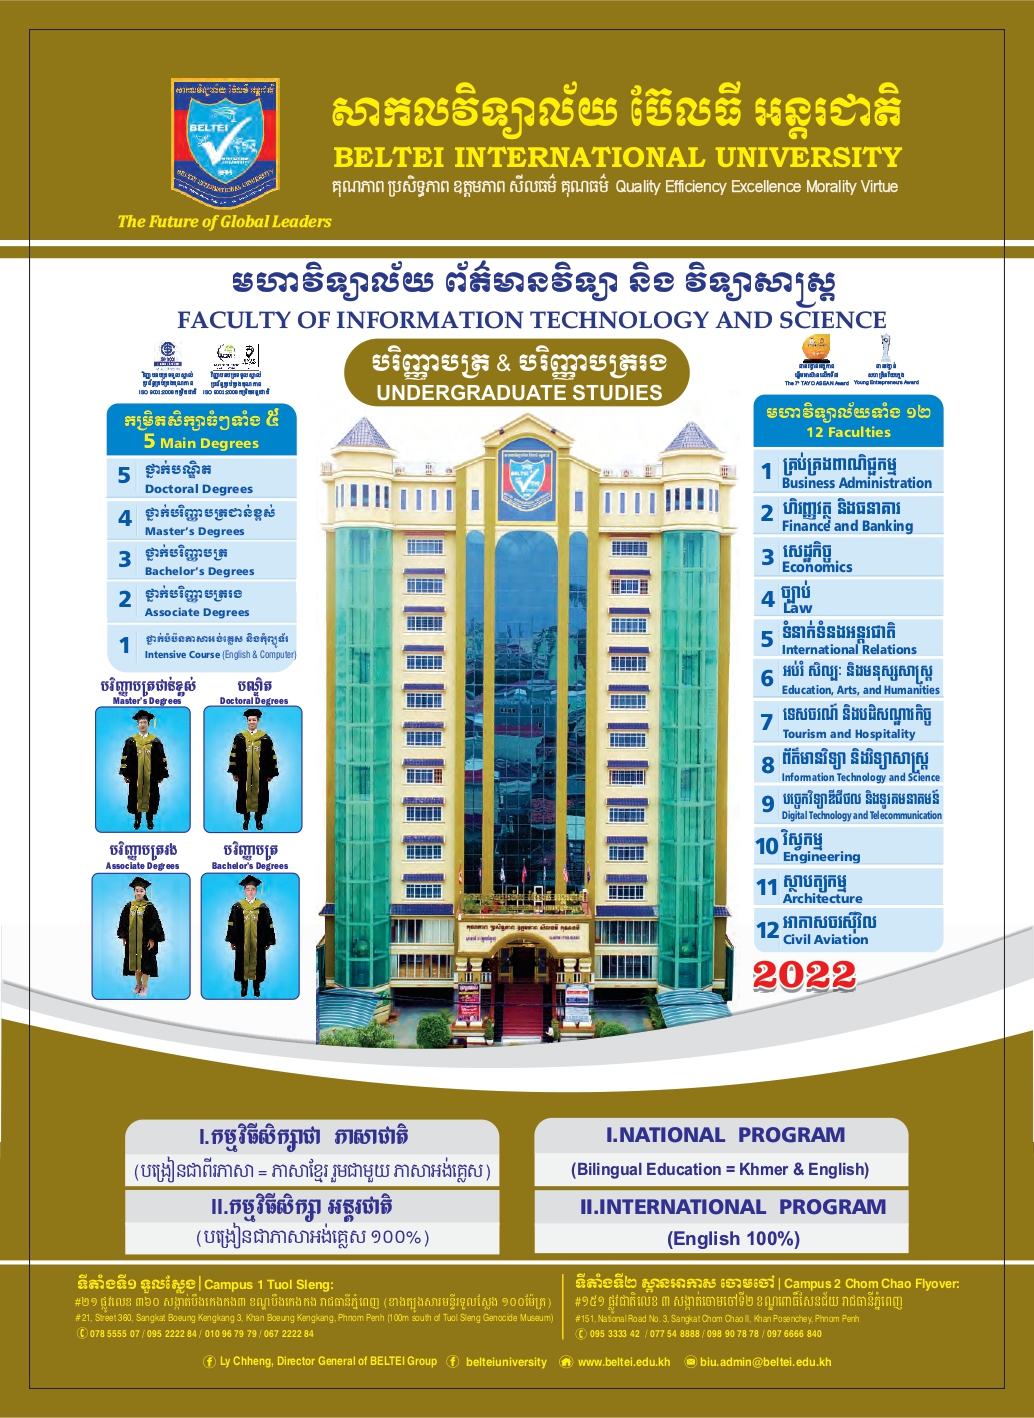 សាកលវិទ្យាល័យ ប៊ែលធី អន្តរជាតិ
BELTEI
BELTEI INTERNATIONAL UNIVERSITY
BELTEI INTERNATIONAL UNIVERSITY
គុណភាព ប្រសិទ្ធភាព ឧត្តមភាព សីលធម៌ គុណធម៌ Quality Efficiency Excellence Morality Virtue
The Future of Global Leaders
មហាវិទ្យាល័យ ព័ត៌មានវិទ្យា និង វិទ្យាសាស្ត្រ
FACULTY OF INFORMATION TECHNOLOGY AND SCIENCE
បរិញ្ញាបត្រ & បរិញ្ញាបត្ររង
UNDERGRADUATE STUDIES
ISO 9001:2008
ISO 9001:2008
The 7th TAYO ASEAN Award
Young Entrepreneurs Award
កម្រិតសិក្សាធំៗទាំង ៥
5 Main Degrees
5 ថ្នាក់បណ្ឌិត
Doctoral Degrees
4 ថ្នាក់បរិញ្ញាបត្រជាន់ខ្ពស់
Master's Degrees
3 ថ្នាក់បរិញ្ញាបត្រ
Bachelor's Degrees
2 ថ្នាក់បរិញ្ញាបត្ររង
Associate Degrees
1 ថ្នាក់បំប៉នភាសាអង់គ្លេស និងកុំព្យូទ័រ
Intensive Course (English & Computer)
បរិញ្ញាបត្រជាន់ខ្ពស់
Master's Degrees
បណ្ឌិត
Doctoral Degrees
បរិញ្ញាបត្ររង
Associate Degrees
បរិញ្ញាបត្រ
Bachelor's Degrees
BELTEI
មហាវិទ្យាល័យទាំង ១២
12 Faculties
1 គ្រប់គ្រងពាណិជ្ជកម្ម
Business Administration
2 ហិរញ្ញវត្ថុ និងធនាគារ
Finance and Banking
3 សេដ្ឋកិច្ច
Economics
4 ច្បាប់
Law
5 ទំនាក់ទំនងអន្តរជាតិ
International Relations
6 អប់រំ សិល្បៈ និងមនុស្សសាស្ត្រ
Education, Arts, and Humanities
7 ទេសចរណ៍ និងបដិសណ្ឋារកិច្ច
Tourism and Hospitality
8 ព័ត៌មានវិទ្យា និងវិទ្យាសាស្ត្រ
Information Technology and Science
9 បច្ចេកវិទ្យាឌីជីថល និងទូរគមនាគមន៍
Digital Technology and Telecommunication
10 វិស្វកម្ម
Engineering
11 ស្ថាបត្យកម្ម
Architecture
12 អាកាសចរស៊ីវិល
Civil Aviation
2022
I.កម្មវិធីសិក្សាជា ភាសាជាតិ
(បង្រៀនជាពីរភាសា = ភាសាខ្មែរ រួមជាមួយ ភាសាអង់គ្លេស)
II.កម្មវិធីសិក្សា អន្តរជាតិ
(បង្រៀនជាភាសាអង់គ្លេស ១០០%)
I.NATIONAL PROGRAM
(Bilingual Education = Khmer & English)
II.INTERNATIONAL PROGRAM
(English 100%)
ទីតាំងទី១ ទួលស្លែង | Campus 1 Tuol Sleng:
#២១ ផ្លូវលេខ ៣៦០ សង្កាត់បឹងកេងកង៣ ខណ្ឌបឹងកេងកង រាជធានីភ្នំពេញ (ខាងត្បូងសារមន្ទីរទួលស្លែង ១០០ម៉ែត្រ)
#21, Street 360, Sangkat Boeung Kengkang 3, Khan Boeung Kengkang, Phnom Penh (100m south of Tuol Sleng Genocide Museum)
078 5555 07 / 095 2222 84 / 010 96 79 79 / 067 2222 84
ទីតាំងទី២ ស្ពានអាកាស ចោមចៅ | Campus 2 Chom Chao Flyover:
#១៥១ ផ្លូវជាតិលេខ ៣ សង្កាត់ចោមចៅទី២ ខណ្ឌពោធិ៍សែនជ័យ រាជធានីភ្នំពេញ
#151, National Road No. 3, Sangkat Chom Chao II, Khan Posenchey, Phnom Penh
095 3333 42 / 077 54 8888 / 098 90 78 78 / 097 6666 840
Ly Chheng, Director General of BELTEI Group belteiuniversity www.beltei.edu.kh biu.admin@beltei.edu.kh